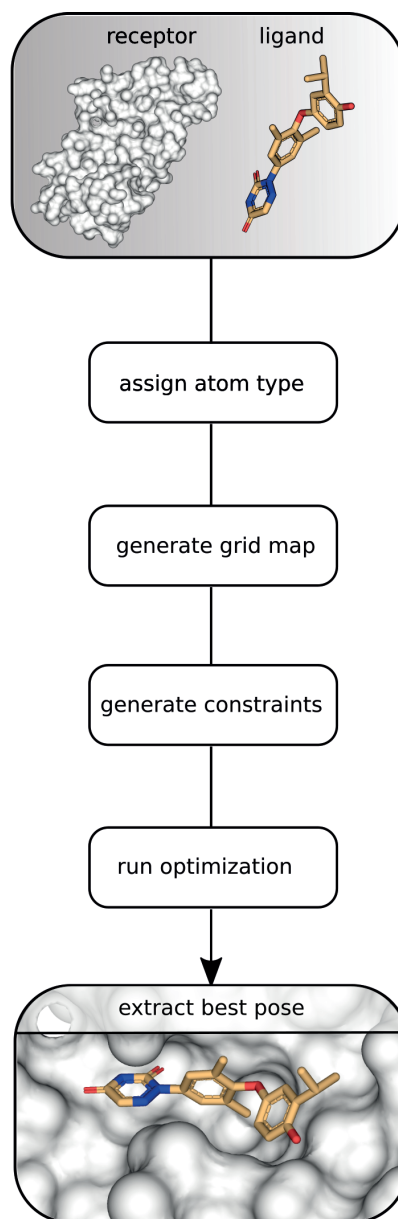 receptor ligand
assign atom type
generate grid map
generate constraints
run optimization
extract best pose